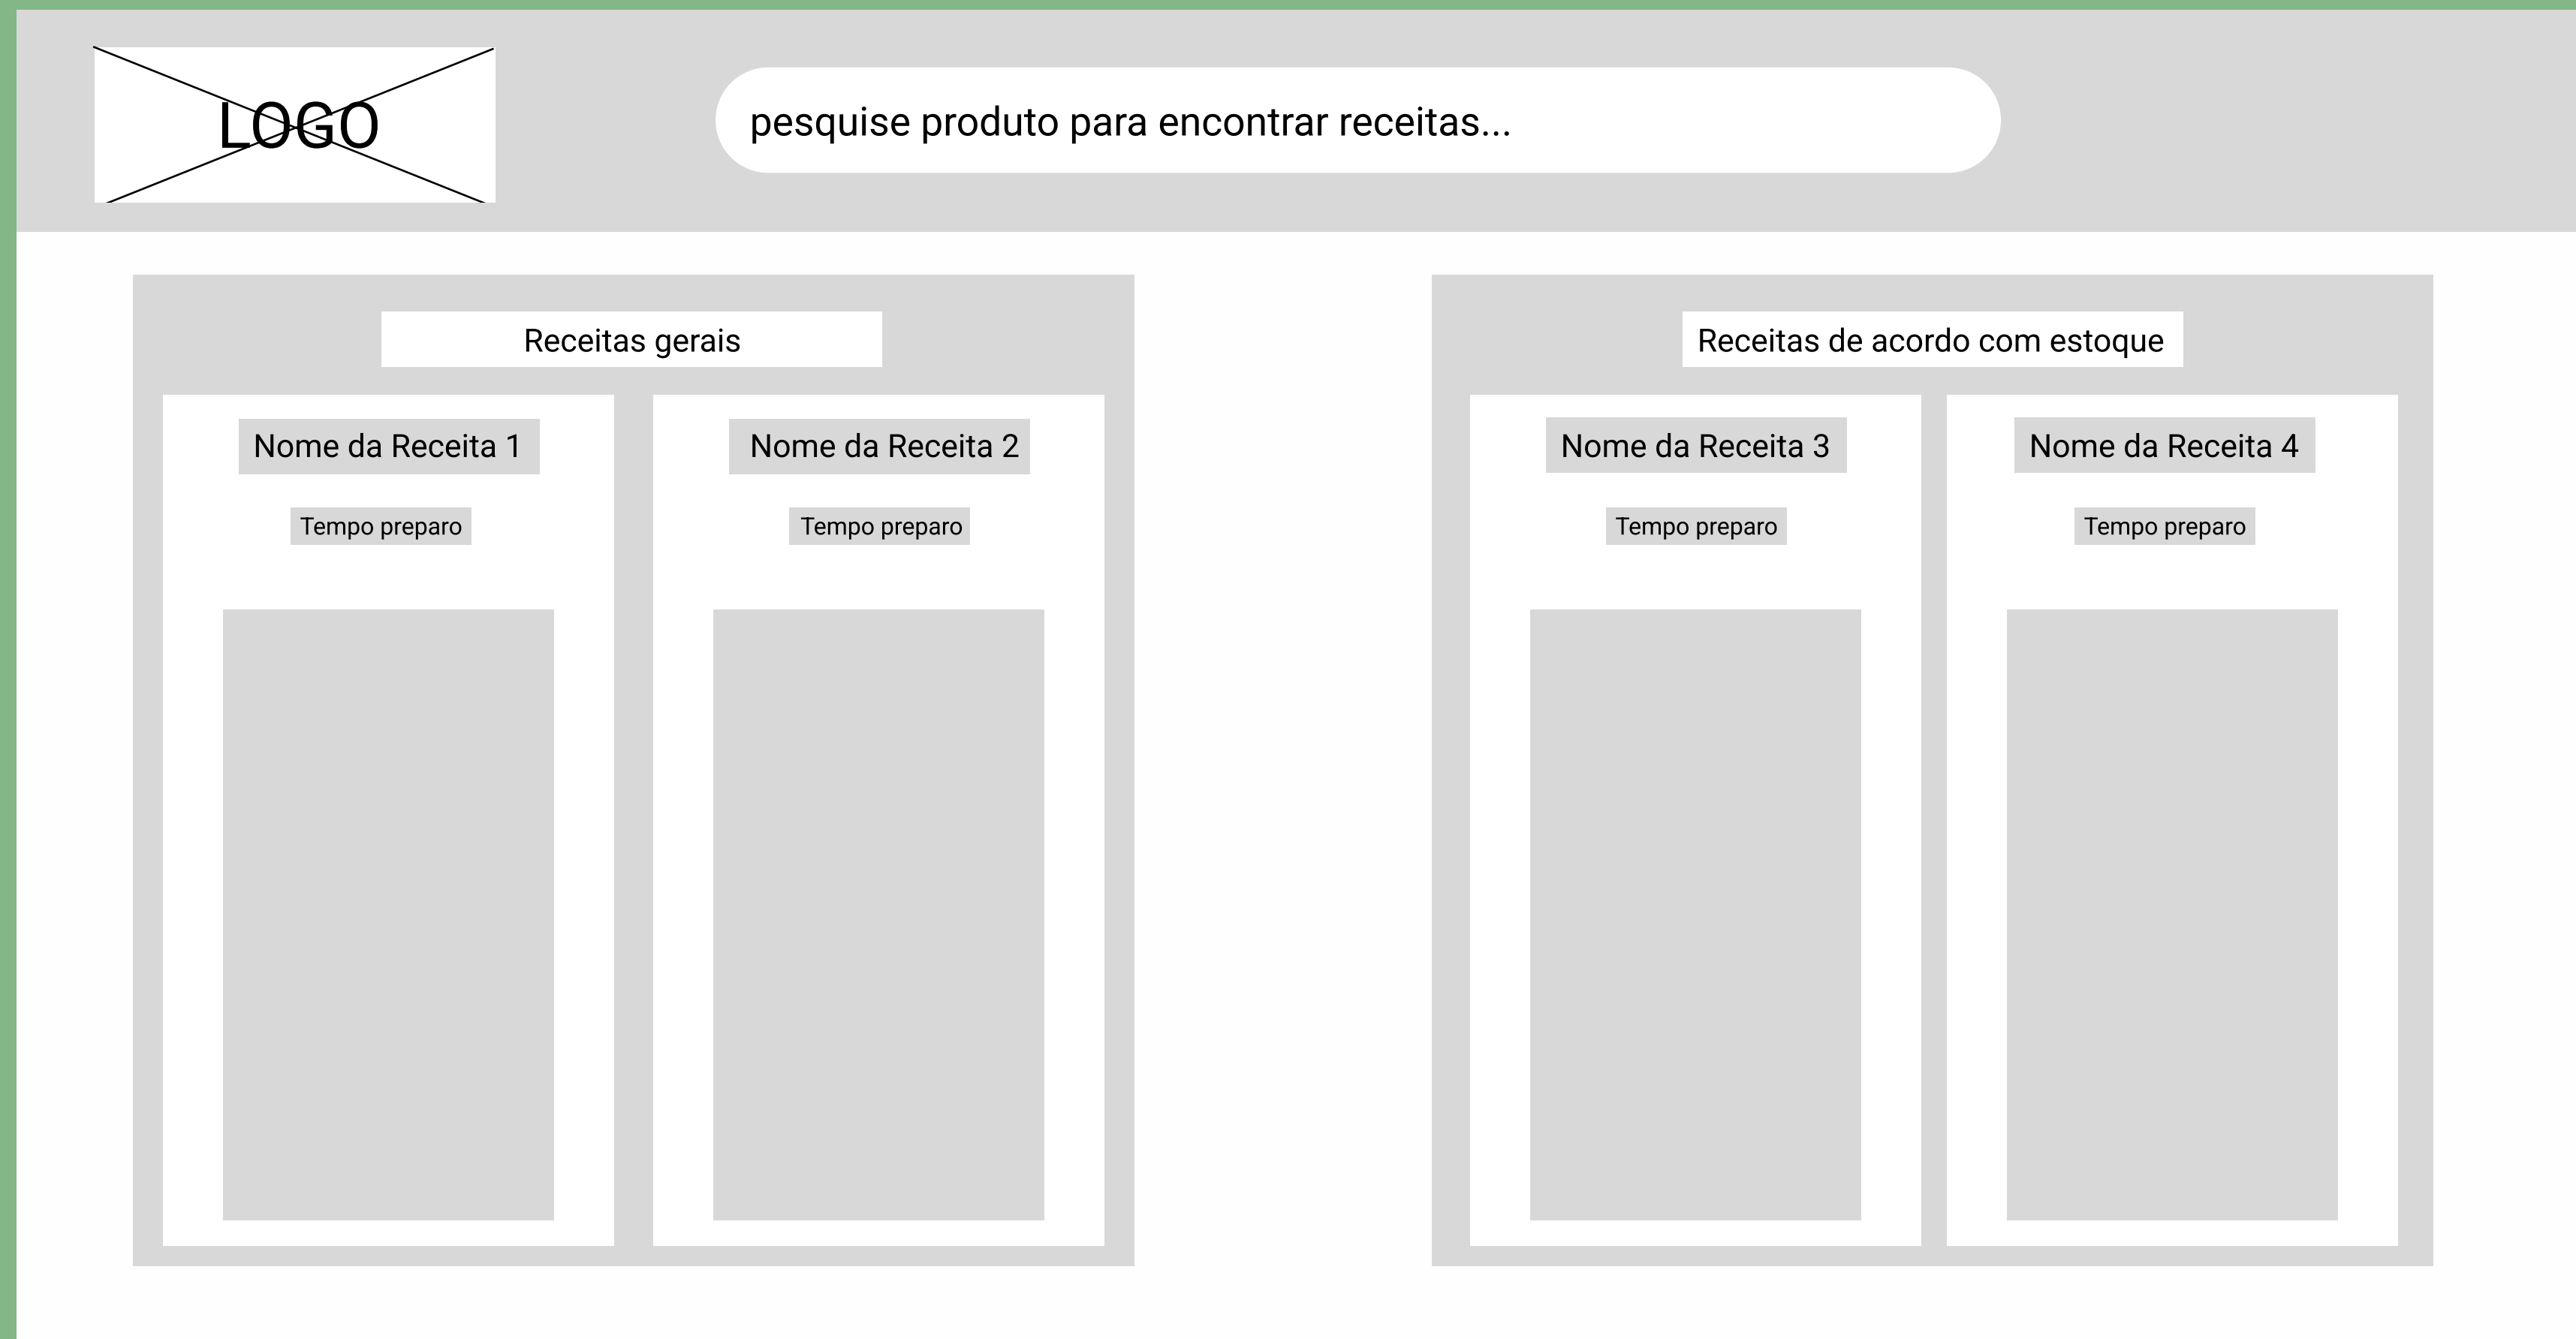 LOGO
pesquise produto para encontrar receitas...
Receitas gerais
Nome da Receita 1
Tempo preparo
Nome da Receita 2
Tempo preparo
Receitas de acordo com estoque
Nome da Receita 3
Tempo preparo
Nome da Receita 4
Tempo preparo